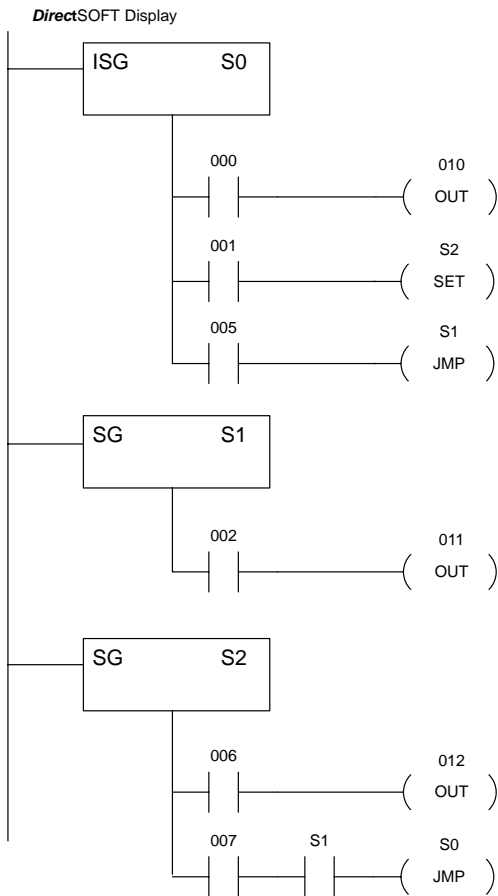 DirectSOFT Display
ISG S0
000 010
OUT
001 S2
SET
005 S1
JMP
SG S1
002 011
OUT
SG S2
006 012
OUT
007 S1 S0
JMP